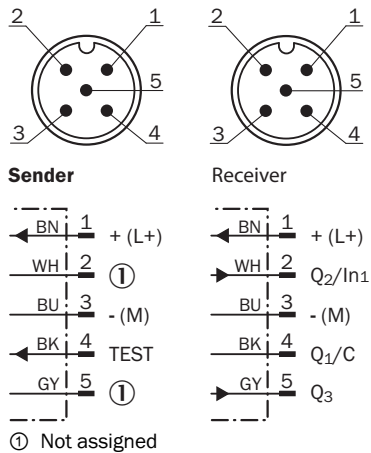 2 1 2 1
5 5
3 4 3 4
Sender Receiver
BN 1 + (L+) BN 1 + (L+)
WH 2 ① WH 2 Q2/In1
BU 3 - (M) BU 3 - (M)
BK 4 TEST BK 4 Q1/C
GY 5 ① GY 5 Q3
① Not assigned